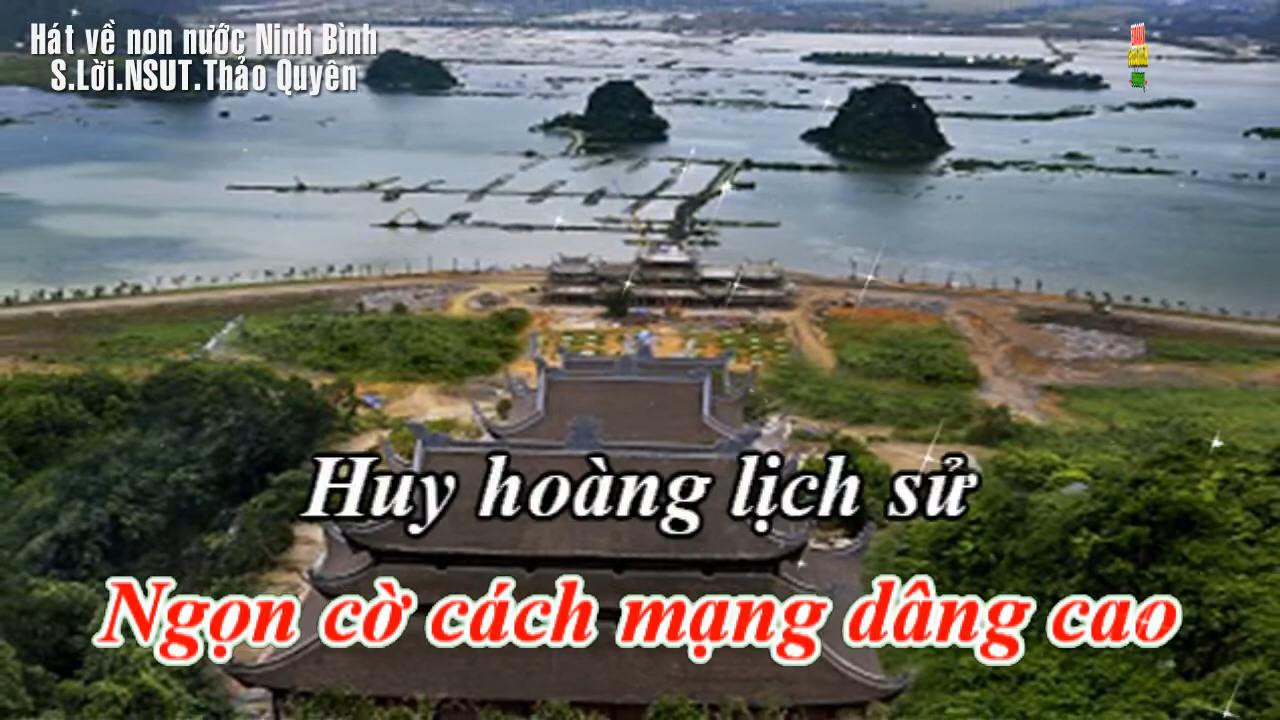 Hát về non nước Ninh Bình
S.Lời.NSUT.Thảo Quyên
Huy hoàng lịch sử
Ngọn cờ cách mạng dâng cao